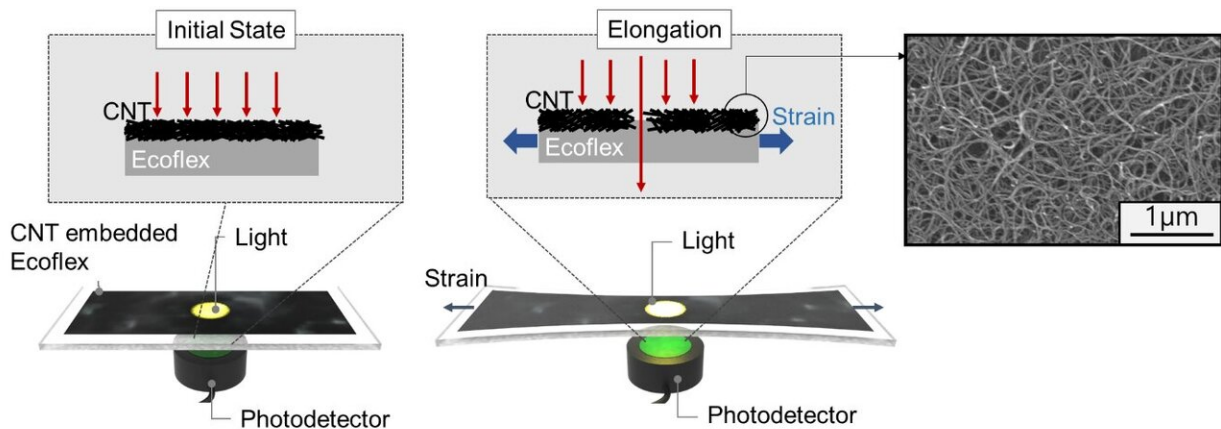 Initial State
CNT
Ecoflex
CNT embedded
Ecoflex
Light
Photodetector
Elongation
CNT
Strain
Ecoflex
Strain
Light
Photodetector
1μm